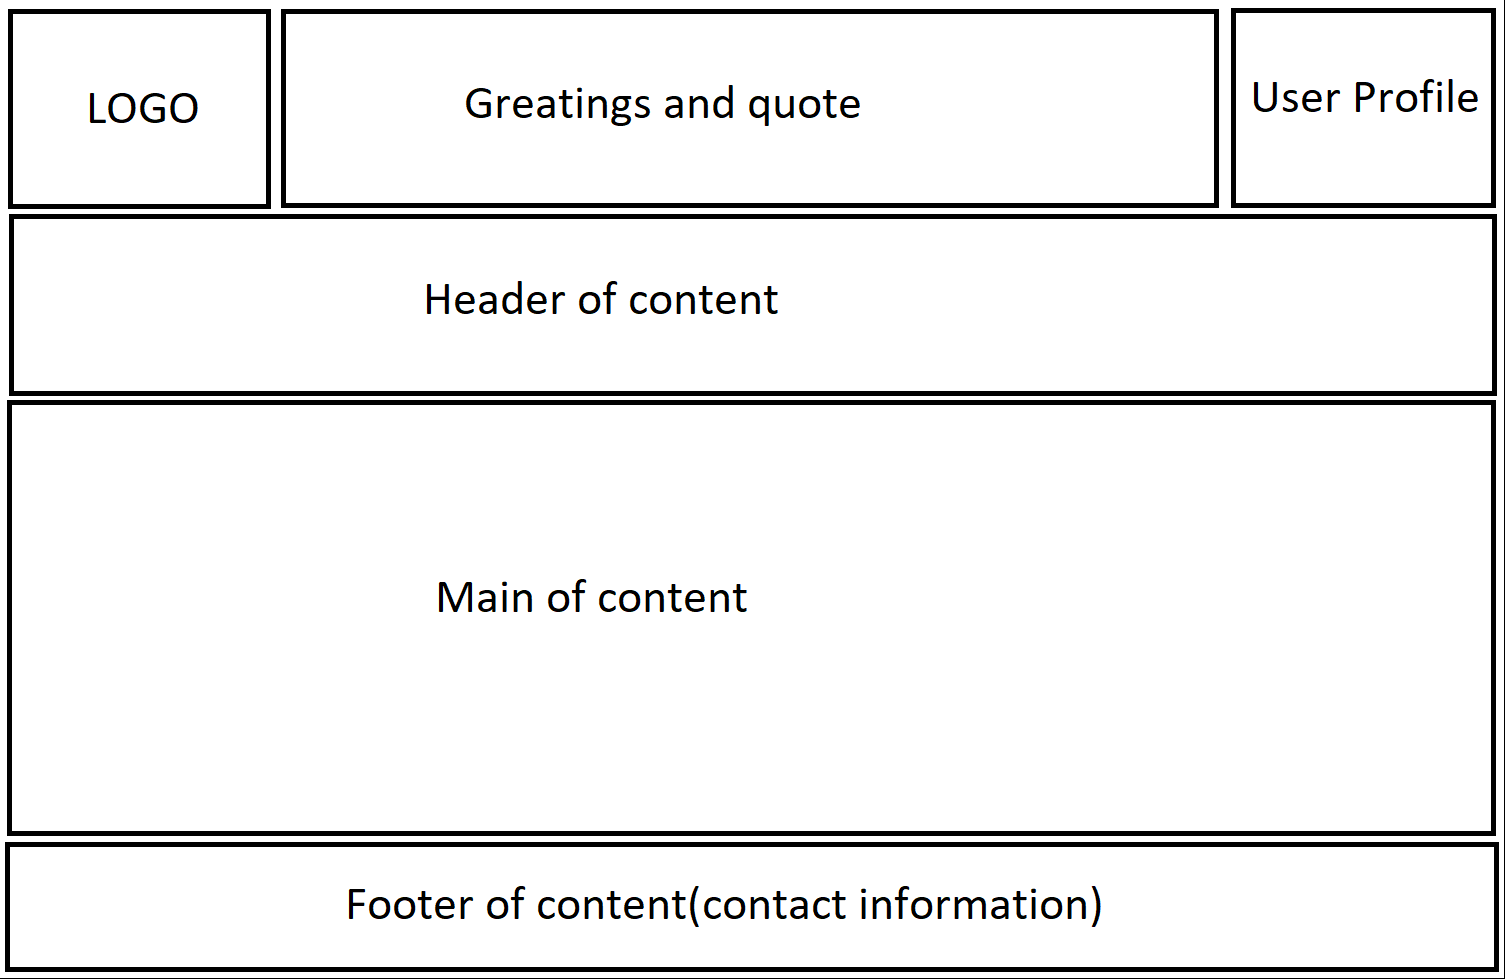 LOGO
Greatings and quote
User Profile
Header of content
Main of content
Footer of content(contact information)